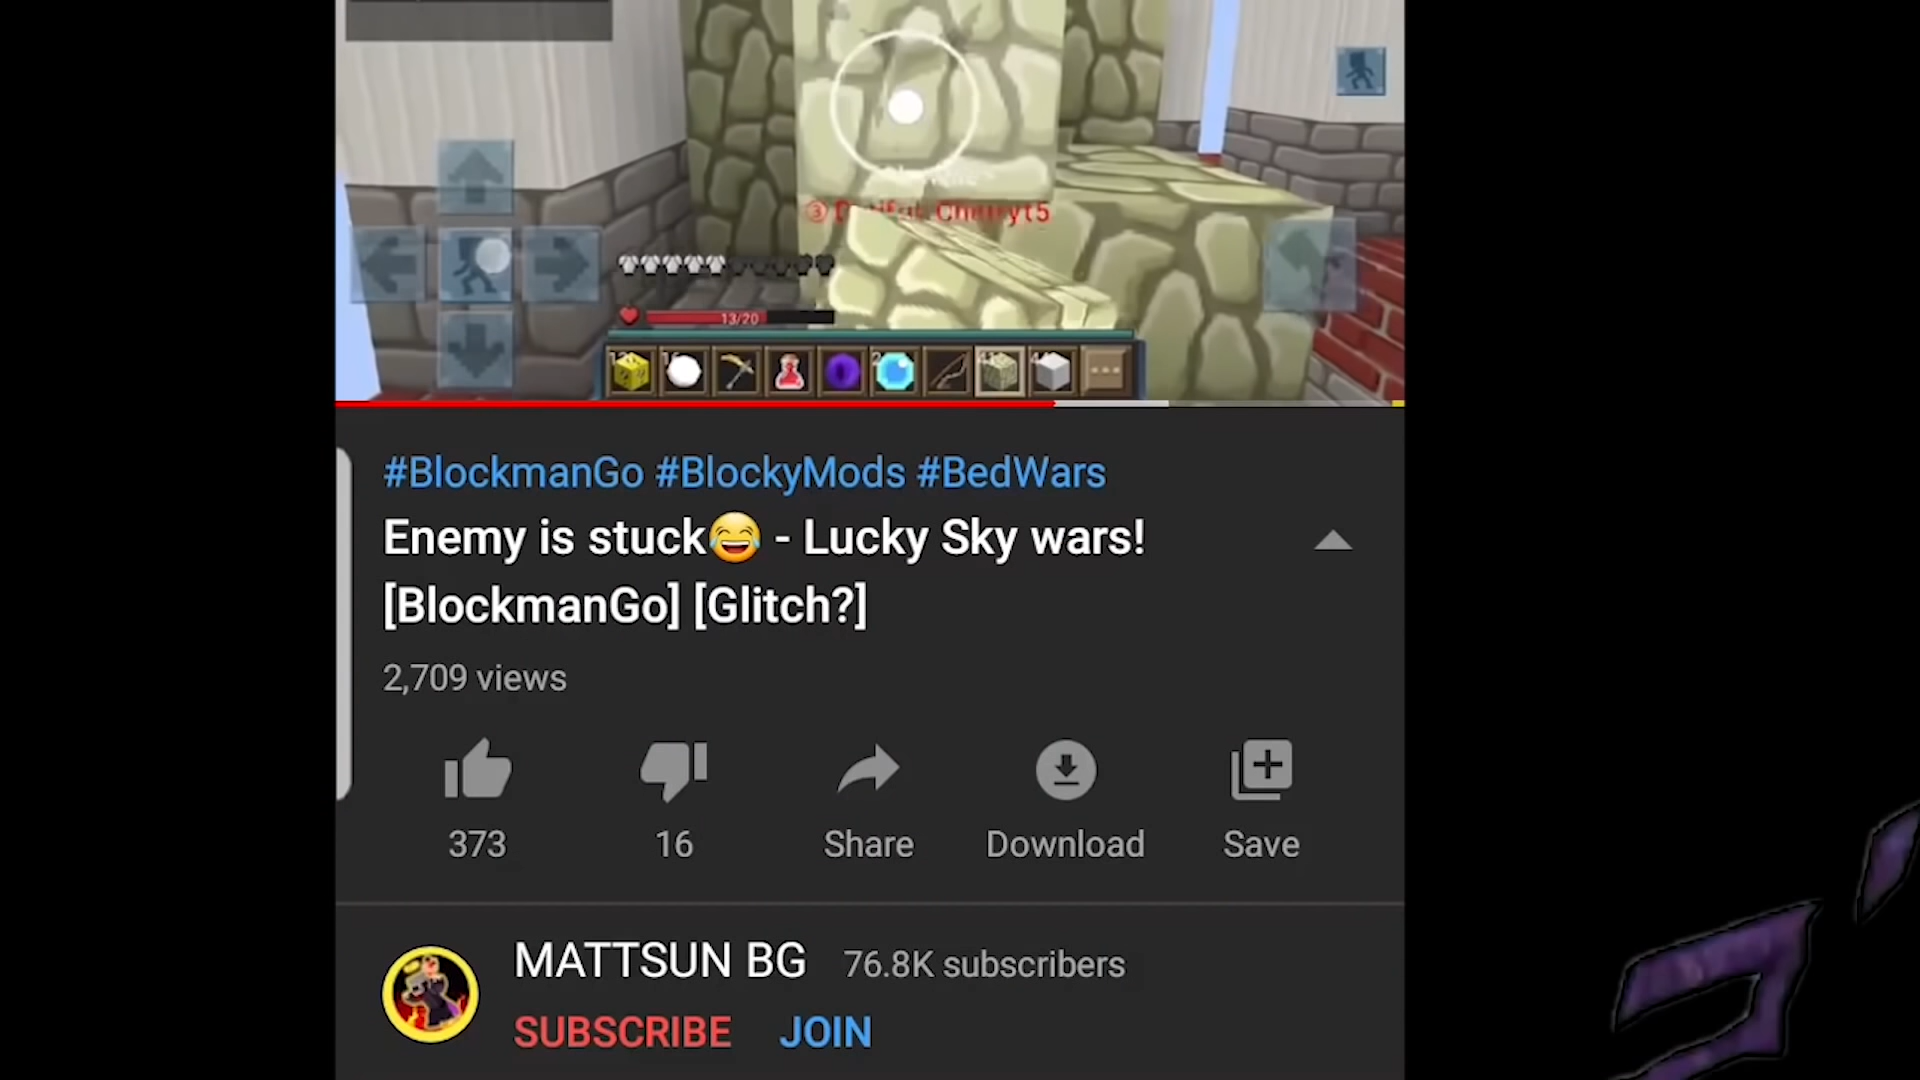 Cherryt5
13/20
#BlockmanGo #BlockyMods #BedWars
Enemy is stuck😂 - Lucky Sky wars!
[BlockmanGo] [Glitch?]
2,709 views
373
16
Share
Download
Save
MATTSUN BG
76.8K subscribers
SUBSCRIBE
JOIN